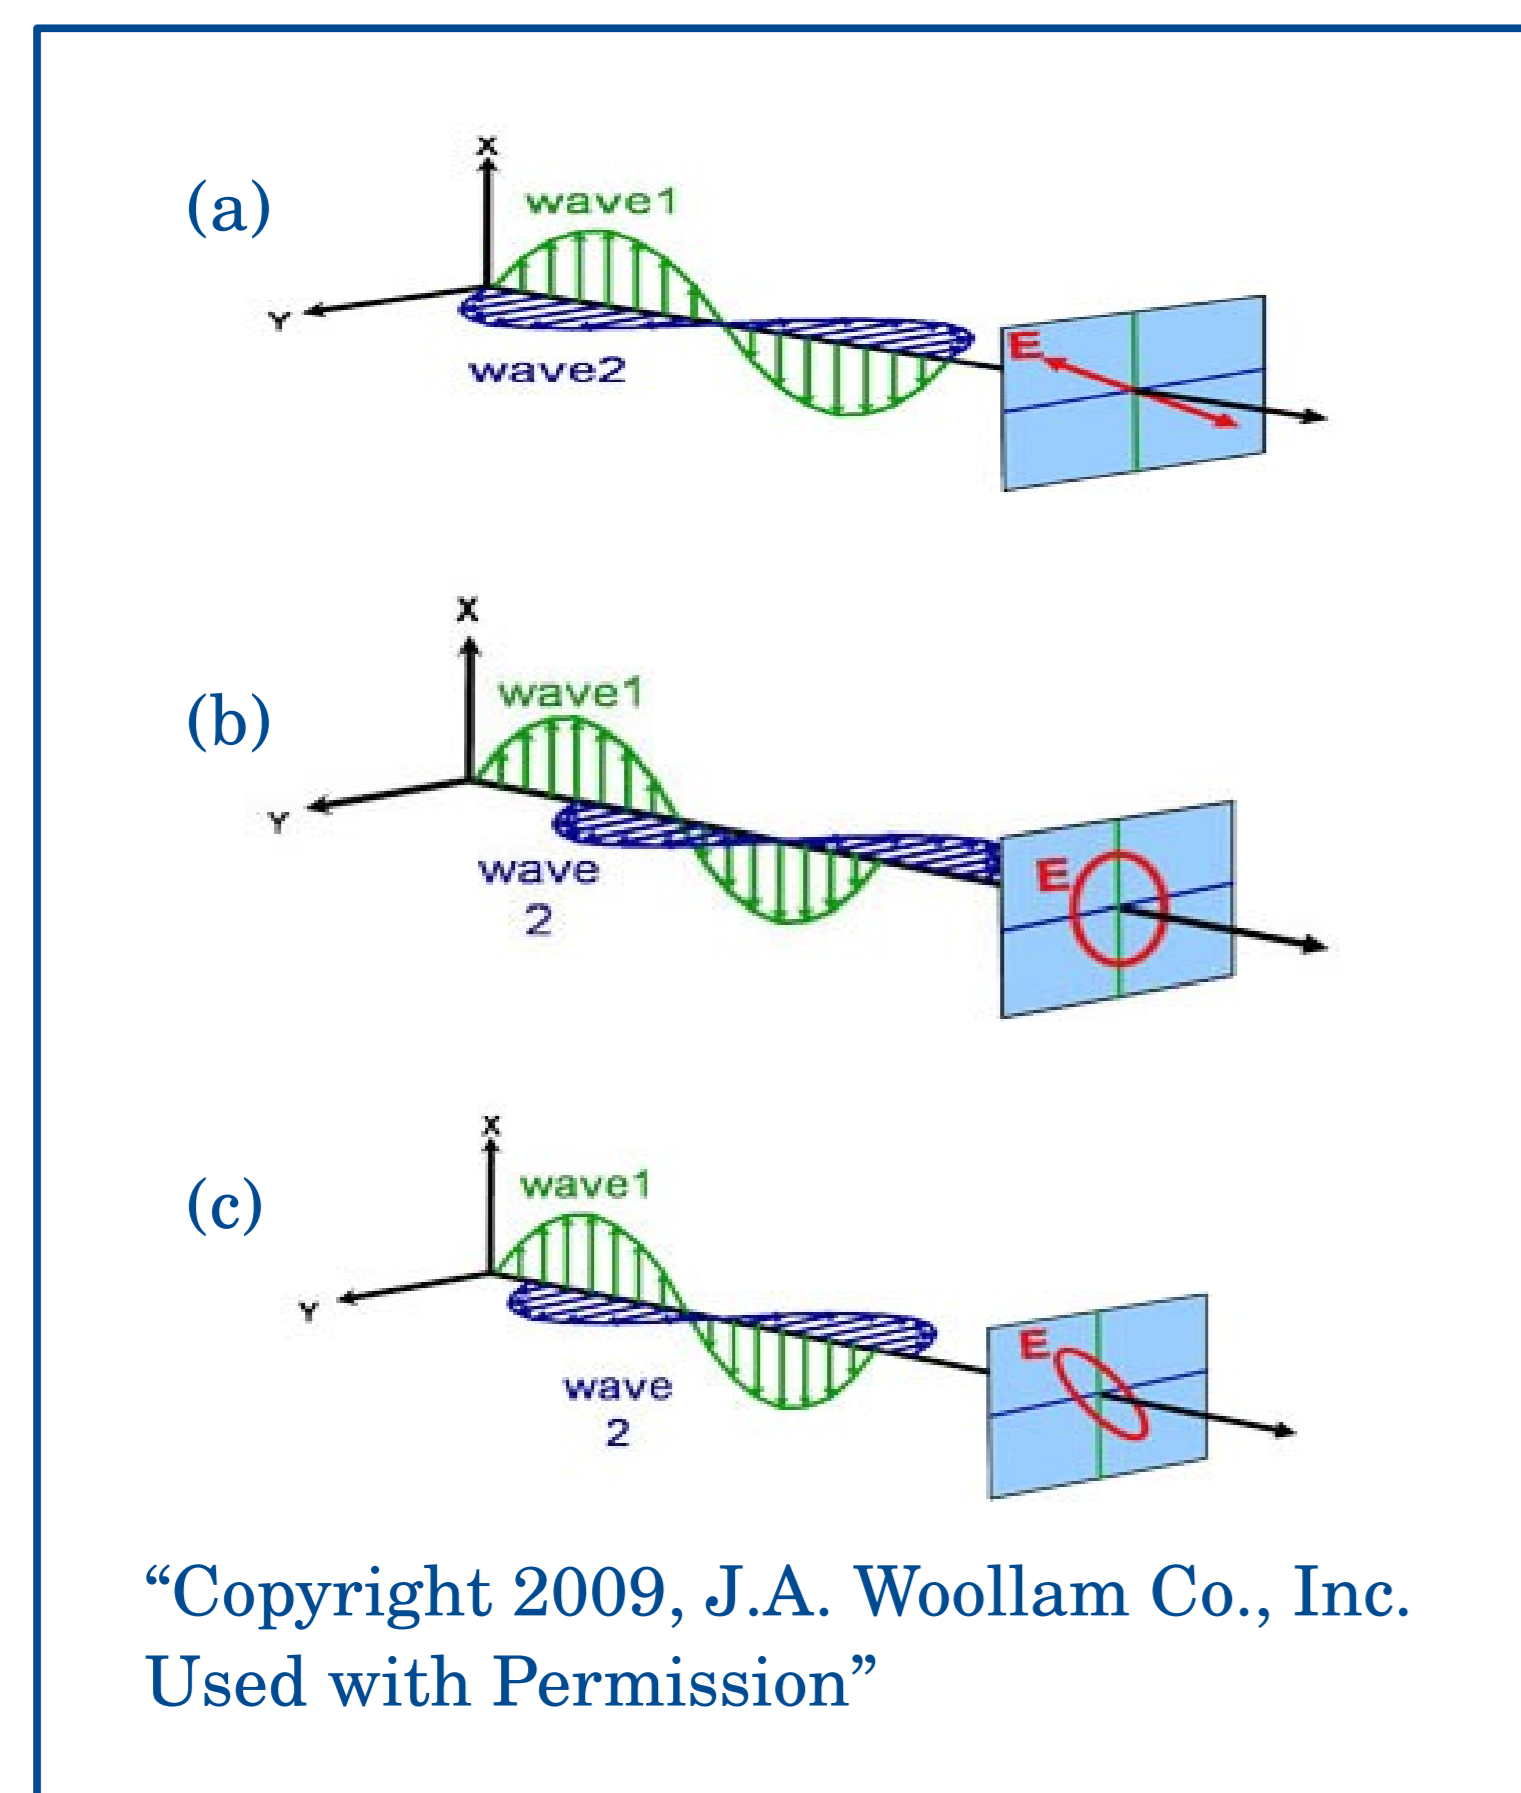 (a)
X
wave1
Y
wave2
E
(b)
X
wave1
Y
wave
2
E
(c)
X
wave1
Y
wave
2
E
“Copyright 2009, J.A. Woollam Co., Inc.
Used with Permission”